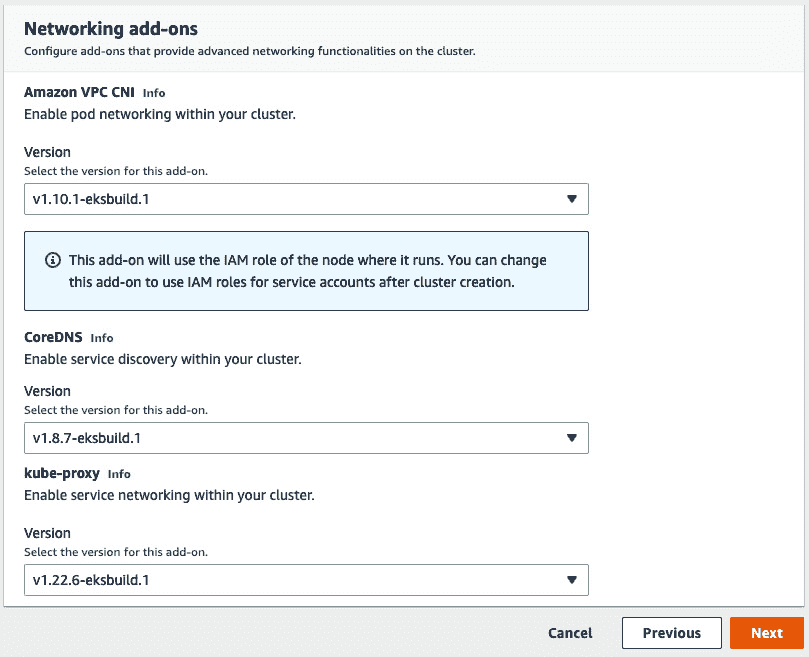 Networking add-ons
Configure add-ons that provide advanced networking functionalities on the cluster.
Amazon VPC CNI Info
Enable pod networking within your cluster.
Version
Select the version for this add-on.
v1.10.1-eksbuild.1
This add-on will use the IAM role of the node where it runs. You can change
this add-on to use IAM roles for service accounts after cluster creation.
CoreDNS Info
Enable service discovery within your cluster.
Version
Select the version for this add-on.
v1.8.7-eksbuild.1
kube-proxy Info
Enable service networking within your cluster.
Version
Select the version for this add-on.
v1.22.6-eksbuild.1
Cancel Previous Next